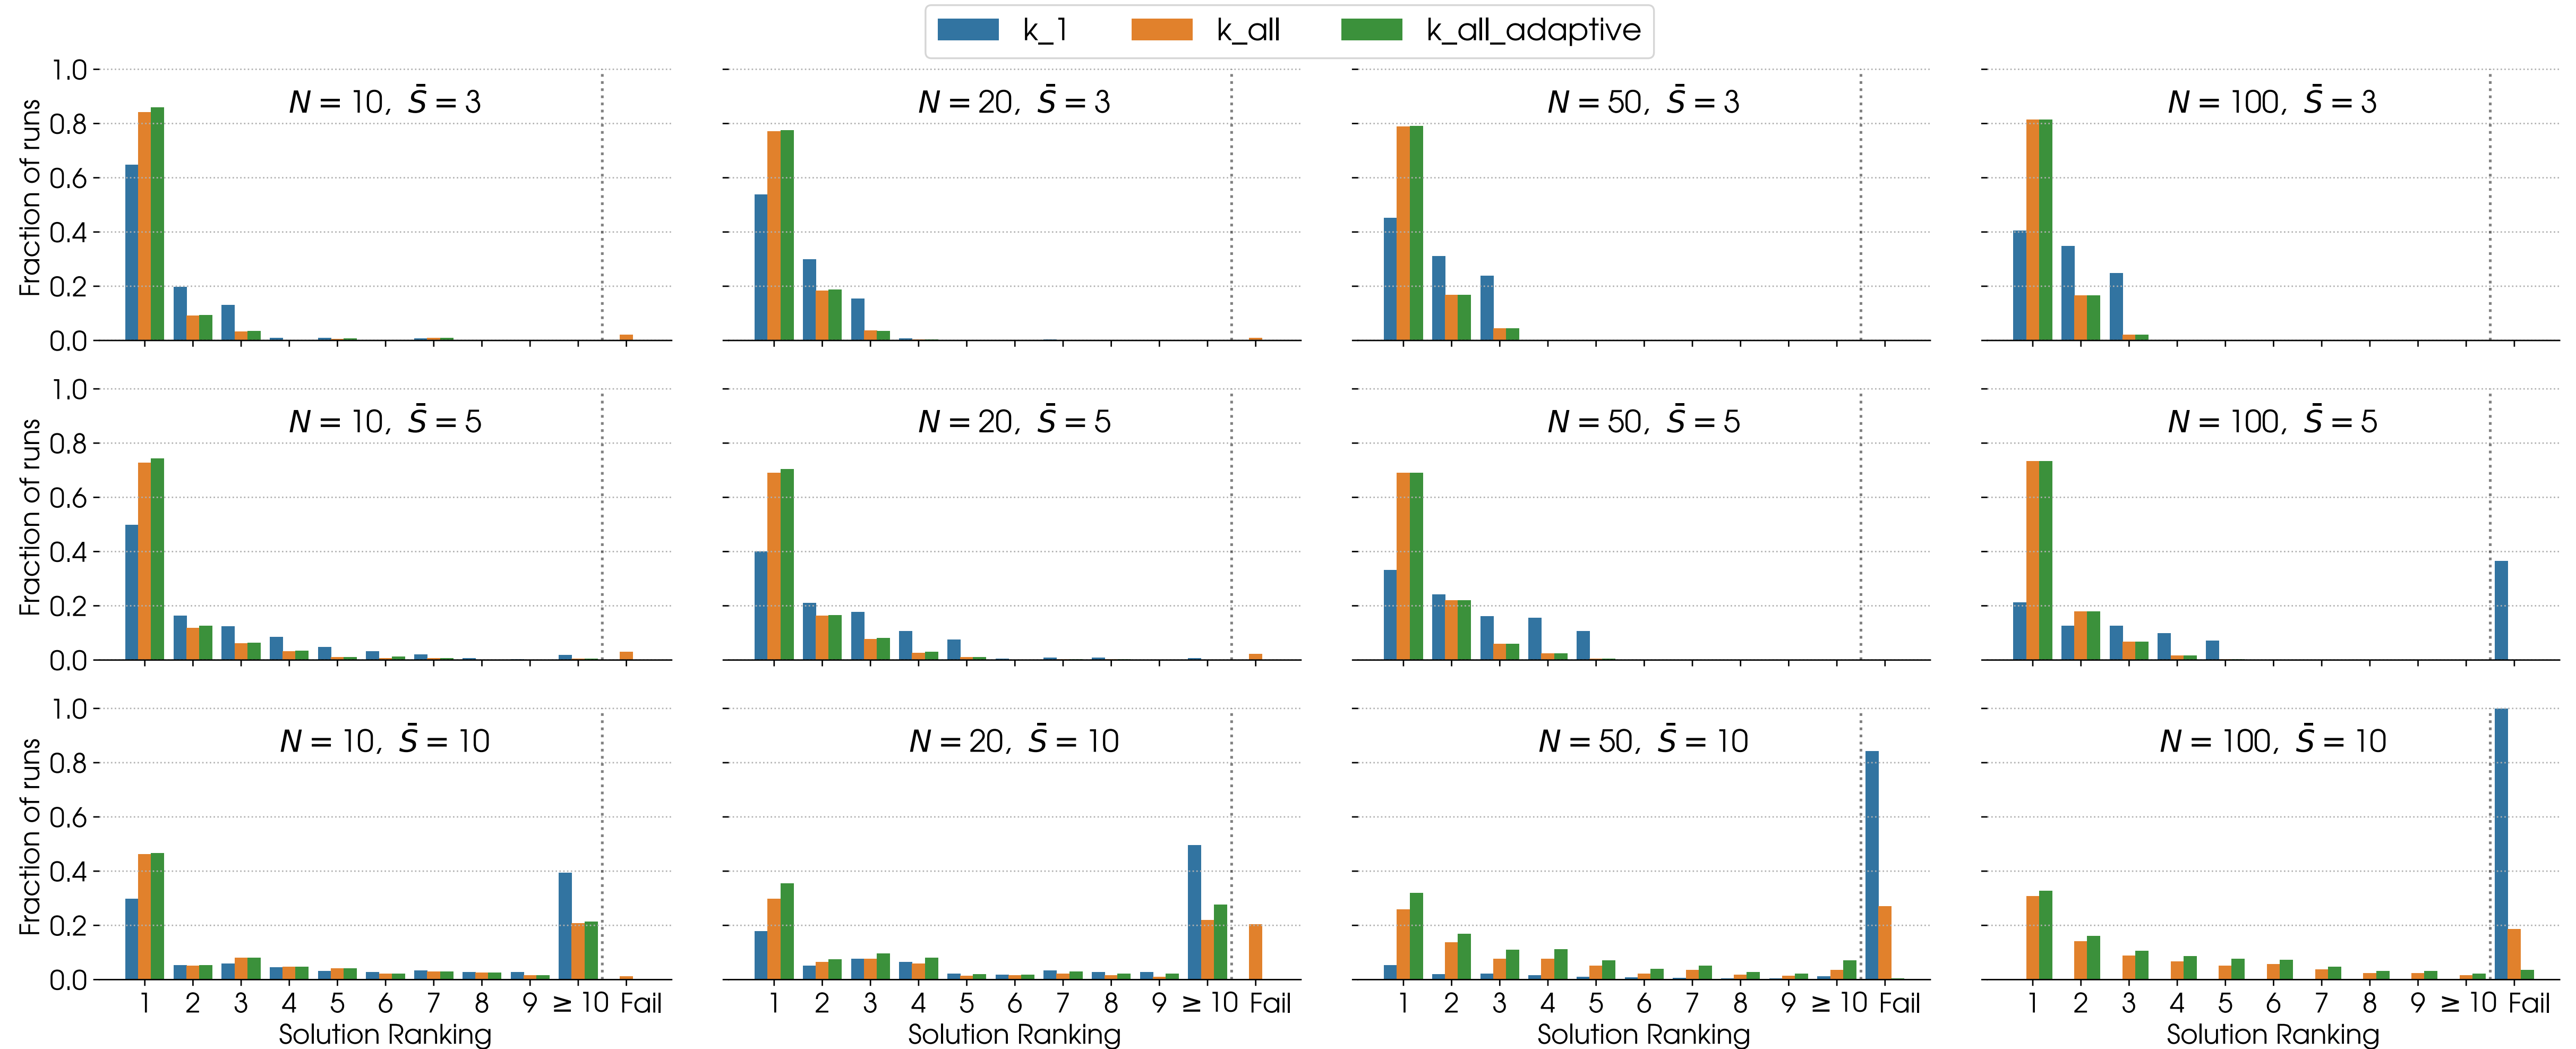 k_1 k_all k_all_adaptive
Fraction of runs
1.0
0.8
0.6
0.4
0.2
0.0
N = 10, S̄ = 3
N = 20, S̄ = 3
N = 50, S̄ = 3
N = 100, S̄ = 3
Fraction of runs
1.0
0.8
0.6
0.4
0.2
0.0
N = 10, S̄ = 5
N = 20, S̄ = 5
N = 50, S̄ = 5
N = 100, S̄ = 5
Fraction of runs
1.0
0.8
0.6
0.4
0.2
0.0
N = 10, S̄ = 10
N = 20, S̄ = 10
N = 50, S̄ = 10
N = 100, S̄ = 10
1 2 3 4 5 6 7 8 9 ≥ 10 Fail
Solution Ranking
1 2 3 4 5 6 7 8 9 ≥ 10 Fail
Solution Ranking
1 2 3 4 5 6 7 8 9 ≥ 10 Fail
Solution Ranking
1 2 3 4 5 6 7 8 9 ≥ 10 Fail
Solution Ranking